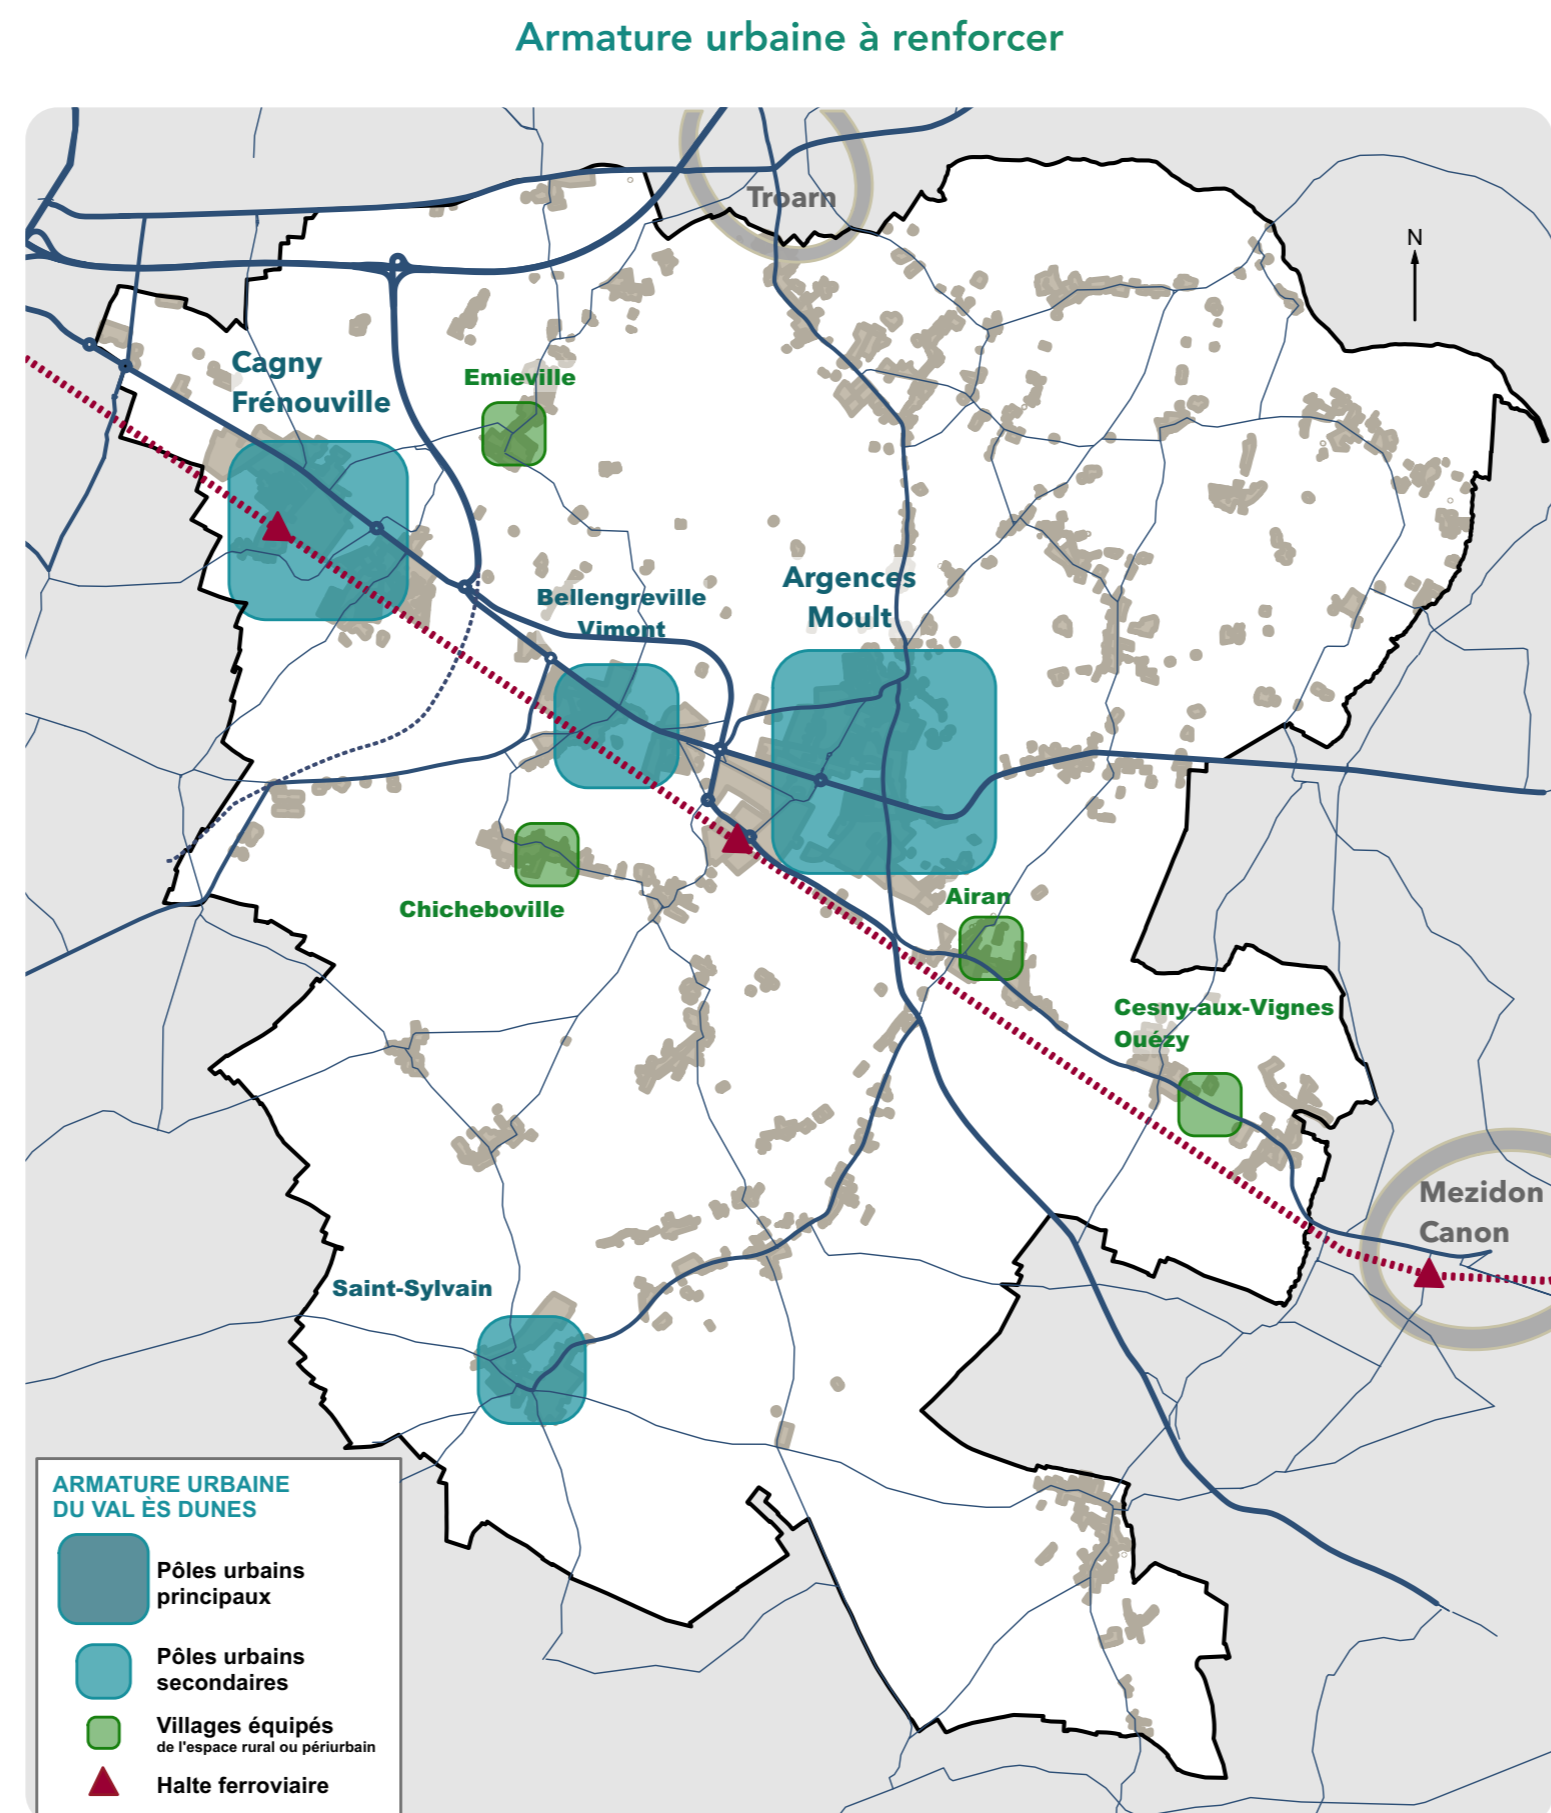 Armature urbaine à renforcer
Troarn
N
Cagny
Frénouville
Emieville
Argences
Moult
Bellengreville
Vimont
Airan
Chicheboville
Cesny-aux-Vignes
Ouézy
Mezidon
Canon
Saint-Sylvain
ARMATURE URBAINE
DU VAL ÈS DUNES
Pôles urbains
principaux
Pôles urbains
secondaires
Villages équipés
de l'espace rural ou périurbain
Halte ferroviaire